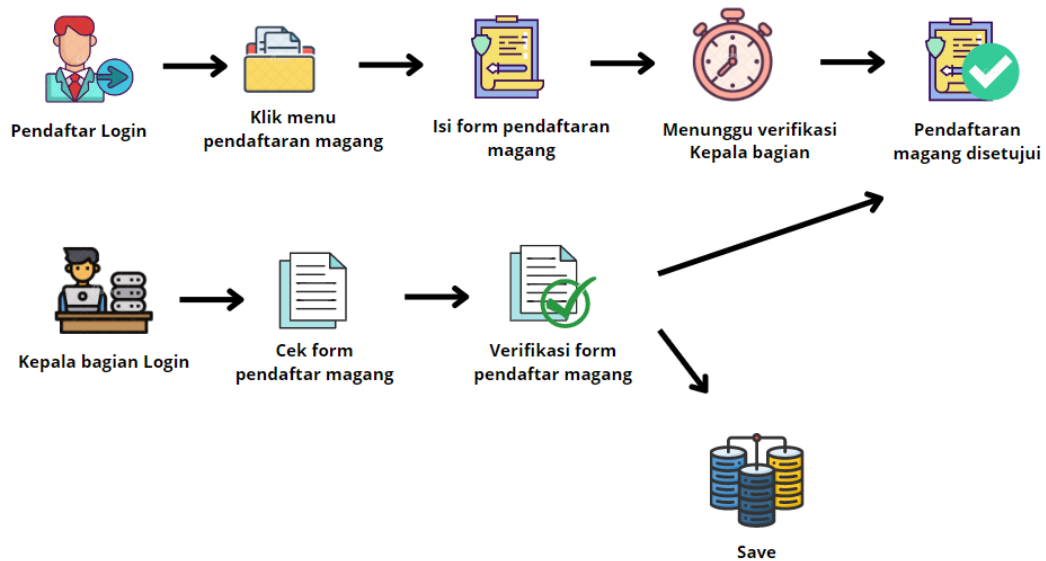 Pendaftar Login
Klik menu
pendaftaran magang
Isi form pendaftaran
magang
Menunggu verifikasi
Kepala bagian
Pendaftaran
magang disetujui
Kepala bagian Login
Cek form
pendaftar magang
Verifikasi form
pendaftar magang
Save